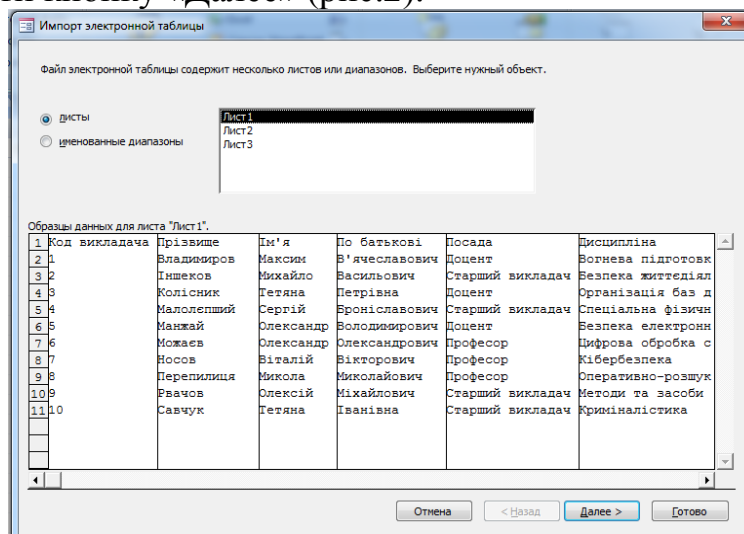 кнопку «Далее» (рис.2).
Импорт электронной таблицы
Файл электронной таблицы содержит несколько листов или диапазонов. Выберите нужный объект.
листы
именованные диапазоны
Лист1
Лист2
Лист3
Образцы данных для листа "Лист1".
1 Код викладача Прізвище Ім'я По батькові Посада Дисципліна
2 1 Владимиров Максим В'ячеславович Доцент Вогнева підготовк
3 2 Іншеков Михайло Васильович Старший викладач Безпека життєдіял
4 3 Колісник Тетяна Петрівна Доцент Організація баз д
5 4 Малолєпший Сергій Броніславович Старший викладач Спеціальна фізичн
6 5 Манжай Олександр Володимирович Доцент Безпека електронн
7 6 Можаєв Олександр Олександрович Професор Цифрова обробка с
8 7 Носов Віталій Вікторович Професор Кібербезпека
9 8 Перепилиця Микола Миколайович Професор Оперативно-розшук
10 9 Рвачов Олексій Міхайлович Старший викладач Методи та засоби
11 10 Савчук Тетяна Іванівна Старший викладач Криміналістика
Отмена < Назад Далее > Готово